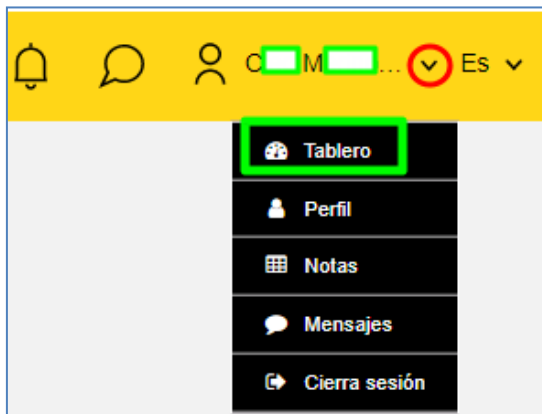 C M ... Es
Tablero
Perfil
Notas
Mensajes
Cierra sesión